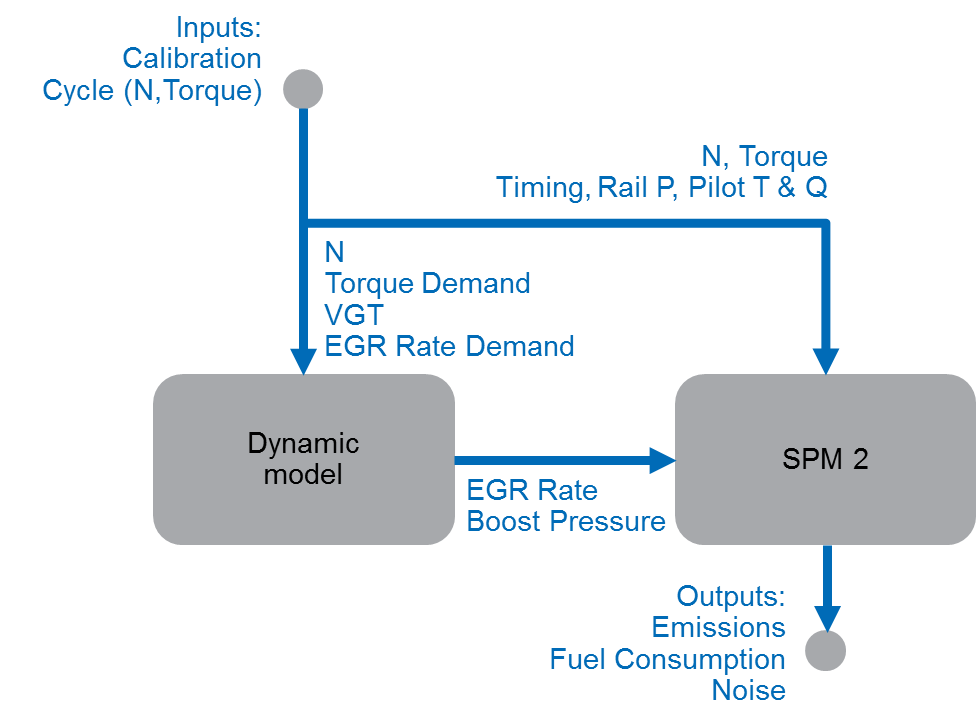 Inputs:
Calibration
Cycle (N,Torque)
N, Torque
Timing, Rail P, Pilot T & Q
N
Torque Demand
VGT
EGR Rate Demand
Dynamic
model
SPM 2
EGR Rate
Boost Pressure
Outputs:
Emissions
Fuel Consumption
Noise